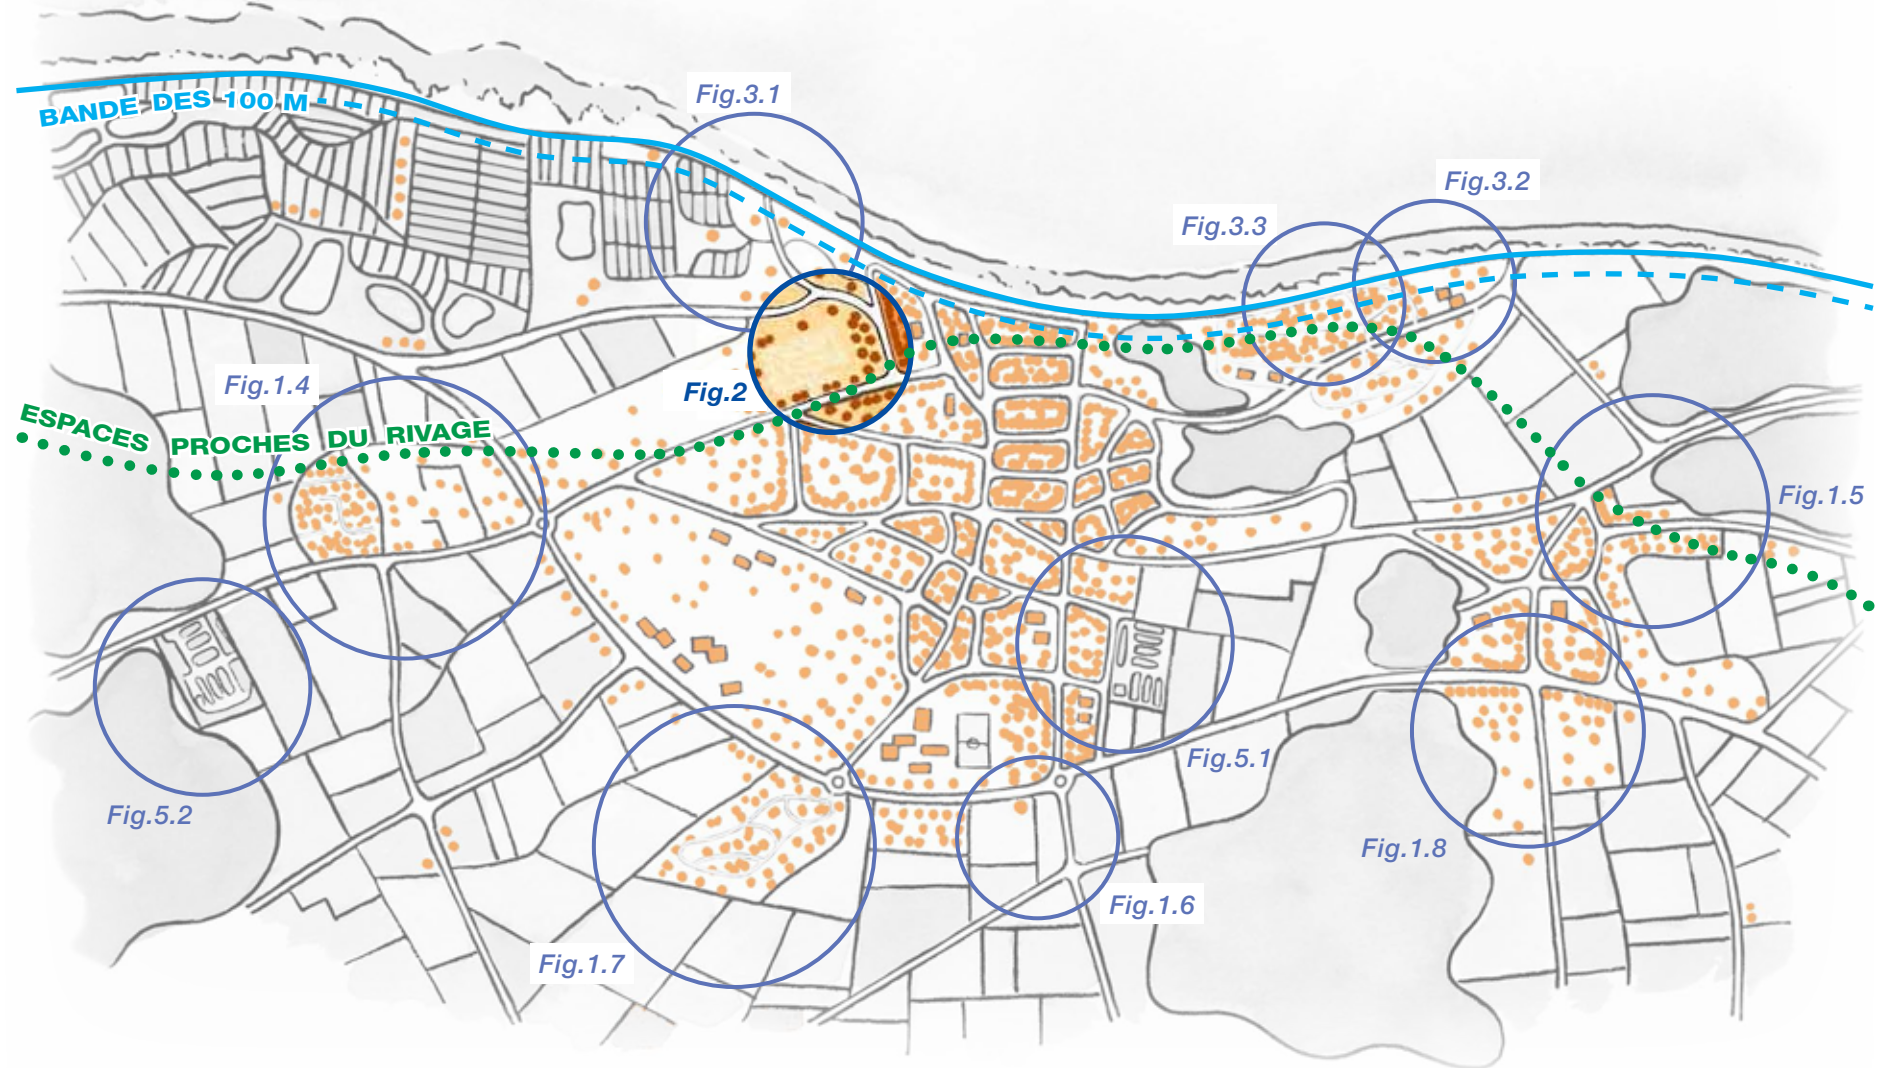 Fig.3.1
BANDE DES 100 M
Fig.3.2
Fig.3.3
Fig.1.4
Fig.2
ESPACES PROCHES DU RIVAGE
Fig.1.5
Fig.5.1
Fig.5.2
Fig.1.8
Fig.1.6
Fig.1.7